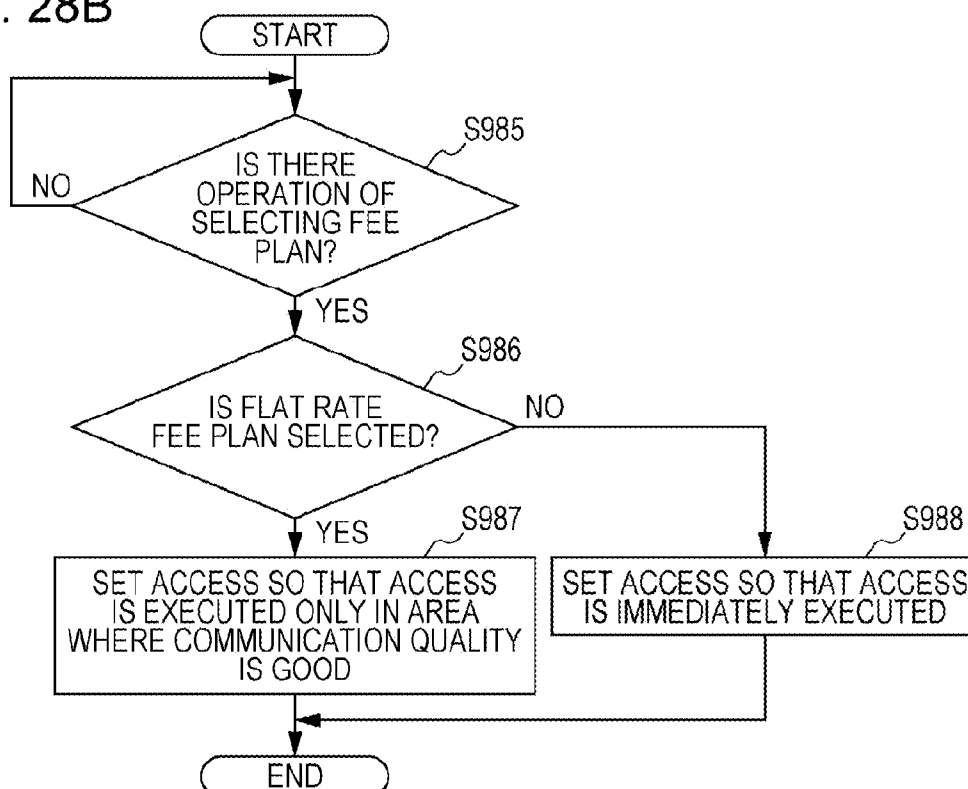 . 28B
START
S985
IS THERE
OPERATION OF
SELECTING FEE
PLAN?
NO
YES
S986
IS FLAT RATE
FEE PLAN SELECTED?
NO
YES
S987
SET ACCESS SO THAT ACCESS
IS EXECUTED ONLY IN AREA
WHERE COMMUNICATION QUALITY
IS GOOD
S988
SET ACCESS SO THAT ACCESS
IS IMMEDIATELY EXECUTED
END